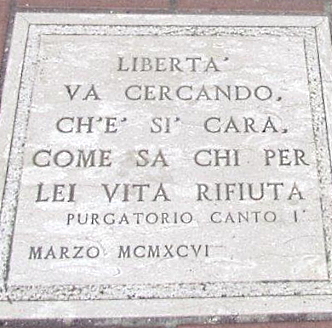 LIBERTA'
VA CERCANDO,
CH'E' SI' CARA,
COME SA CHI PER
LEI VITA RIFIUTA
PURGATORIO CANTO I°
MARZO MCMXCVI